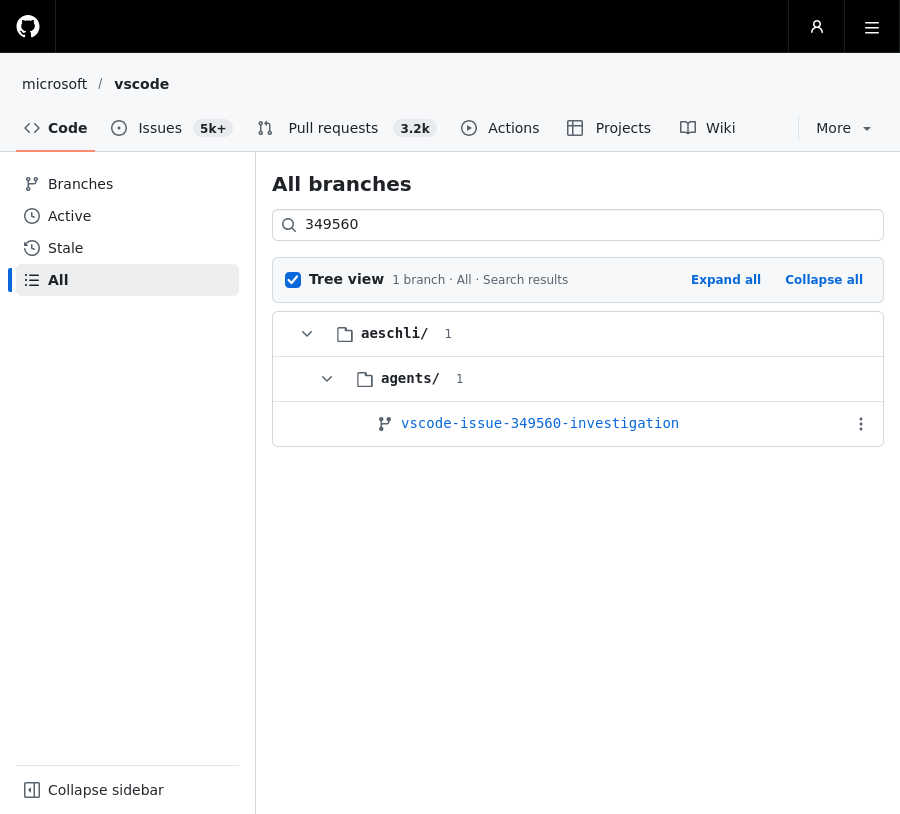 microsoft / vscode
Code Issues 5k+ Pull requests 3.2k Actions Projects Wiki More
Branches
Active
Stale
All
Collapse sidebar
All branches
349560
Tree view 1 branch · All · Search results Expand all Collapse all
aeschli/ 1
agents/ 1
vscode-issue-349560-investigation